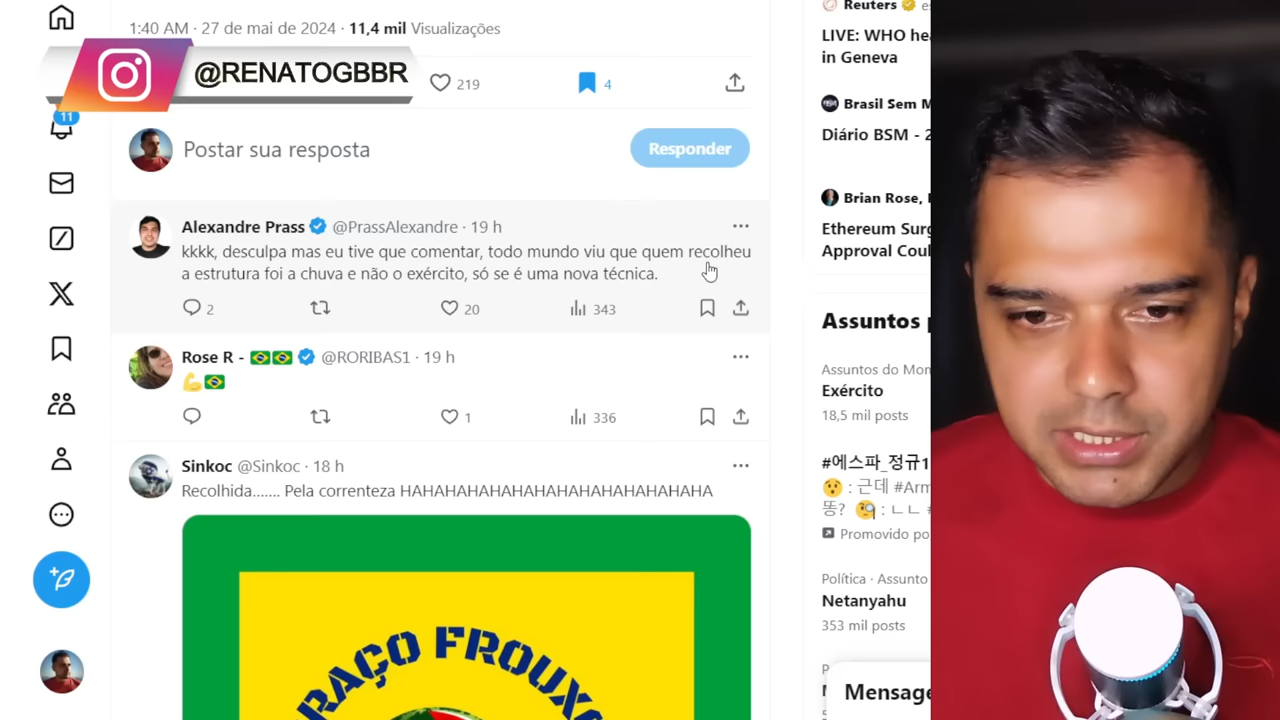 1:40 AM · 27 de mai de 2024 · 11,4 mil Visualizações
@RENATOGBBR
219
4
11
Postar sua resposta
Responder
Alexandre Prass @PrassAlexandre · 19 h
kkkk, desculpa mas eu tive que comentar, todo mundo viu que quem recolheu
a estrutura foi a chuva e não o exército, só se é uma nova técnica.
2
20
343
Rose R - 🇧🇷🇧🇷 @RORIBAS1 · 19 h
💪🇧🇷
1
336
Sinkoc @Sinkoc · 18 h
Recolhida....... Pela correnteza HAHAHAHAHAHAHAHAHAHAHAHAHA
RAÇO FROUX
Reuters
LIVE: WHO hea
in Geneva
Brasil Sem M
Diário BSM - 2
Brian Rose,
Ethereum Surg
Approval Coul
Assuntos
Assuntos do Mom
Exército
18,5 mil posts
#에스파_정규1
😲 : 근데 #Arm
똥? 🧐 : ㄴㄴ #
Promovido po
Política · Assunto
Netanyahu
353 mil posts
Message